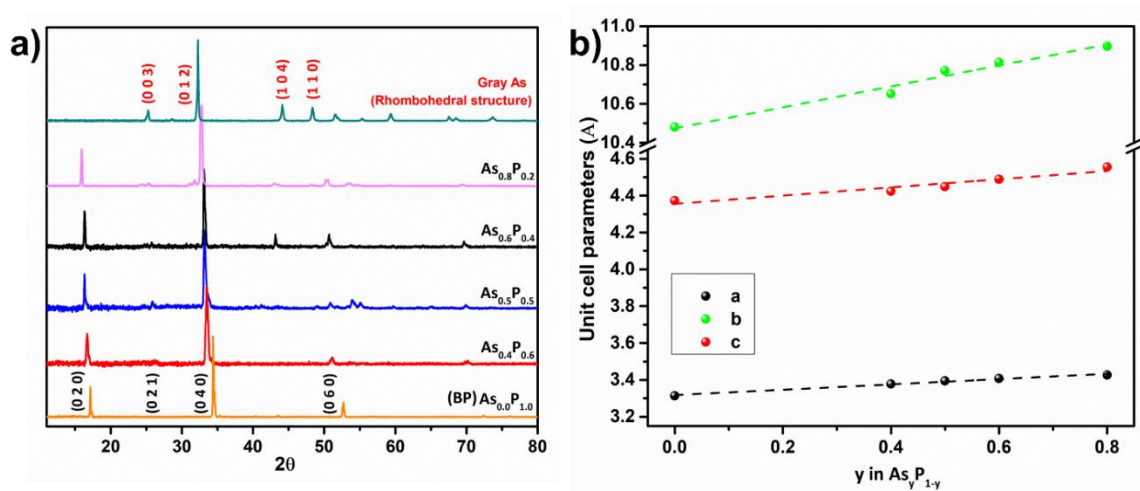 a)
(0 0 3)
(0 1 2)
(1 0 4)
(1 1 0)
Gray As
(Rhombohedral structure)
As0.8P0.2
As0.6P0.4
As0.5P0.5
As0.4P0.6
(0 2 0)
(0 2 1)
(0 4 0)
(0 6 0)
(BP) As0.0P1.0
20 30 40 50 60 70 80
2θ
b)
11.0
10.8
10.6
10.4
4.6
4.4
4.2
4.0
3.8
3.6
3.4
3.2
Unit cell parameters (A)
a
b
c
0.0 0.2 0.4 0.6 0.8
y in AsyP1-y